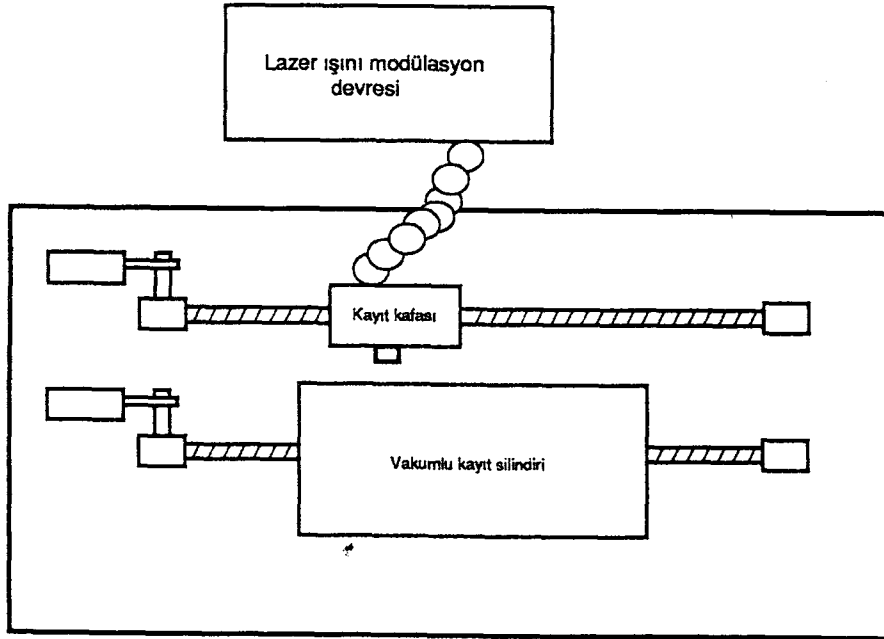 Lazer ışını modülasyon
devresi
Kayıt kafası
Vakumlu kayıt silindiri